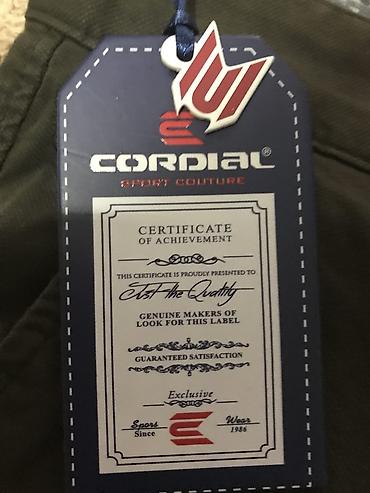 CORDIAL®
SPORT COUTURE
CERTIFICATE
OF ACHIEVEMENT
THIS CERTIFICATE IS PROUDLY PRESENTED TO
Just the Quality
GENUINE MAKERS OF
LOOK FOR THIS LABEL
GUARANTEED SATISFACTION
Exclusive
Spors Wear
Since 1986